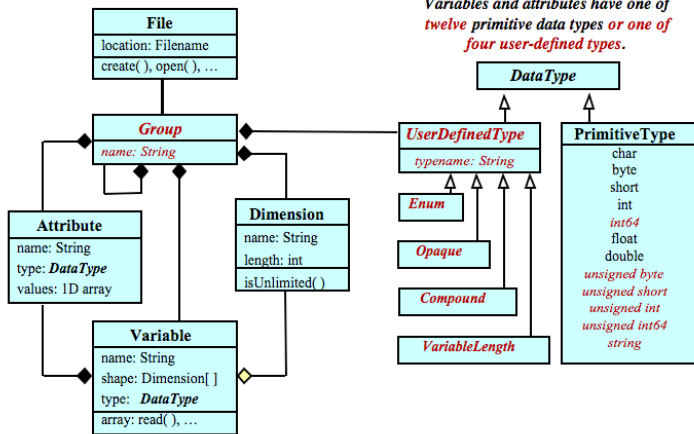 Variables and attributes have one of
twelve primitive data types or one of
four user-defined types.
File
location: Filename
create( ), open( ), …
DataType
Group
name: String
UserDefinedType
typename: String
PrimitiveType
char
byte
short
int
int64
float
double
unsigned byte
unsigned short
unsigned int
unsigned int64
string
Enum
Opaque
Compound
VariableLength
Attribute
name: String
type: DataType
values: 1D array
Dimension
name: String
length: int
isUnlimited( )
Variable
name: String
shape: Dimension[ ]
type: DataType
array: read( ), …